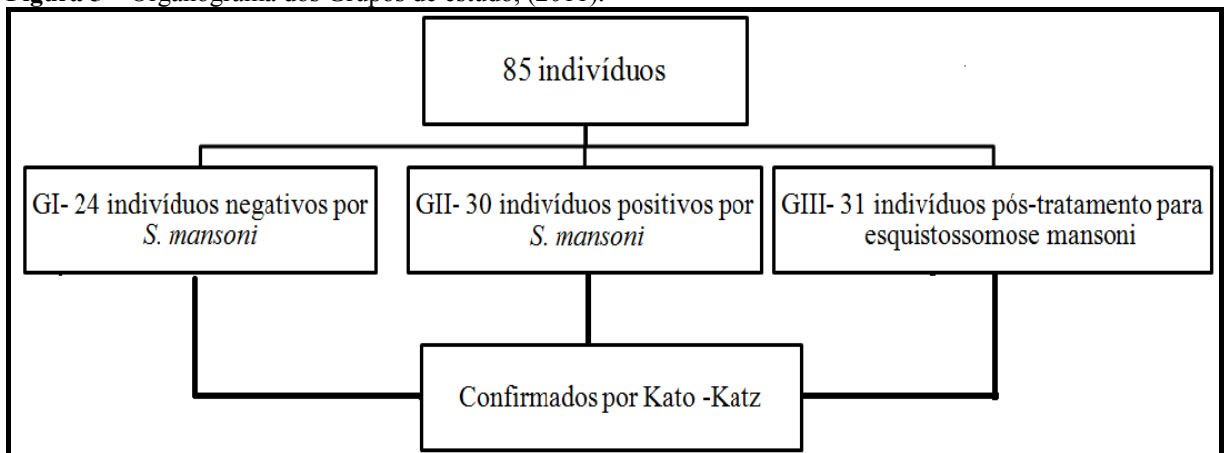 Figura 3 – Organograma dos Grupos de estudo, (2011).
85 indivíduos
GI- 24 indivíduos negativos por
S. mansoni
GII- 30 indivíduos positivos por
S. mansoni
GIII- 31 indivíduos pós-tratamento para
esquistossomose mansoni
Confirmados por Kato -Katz